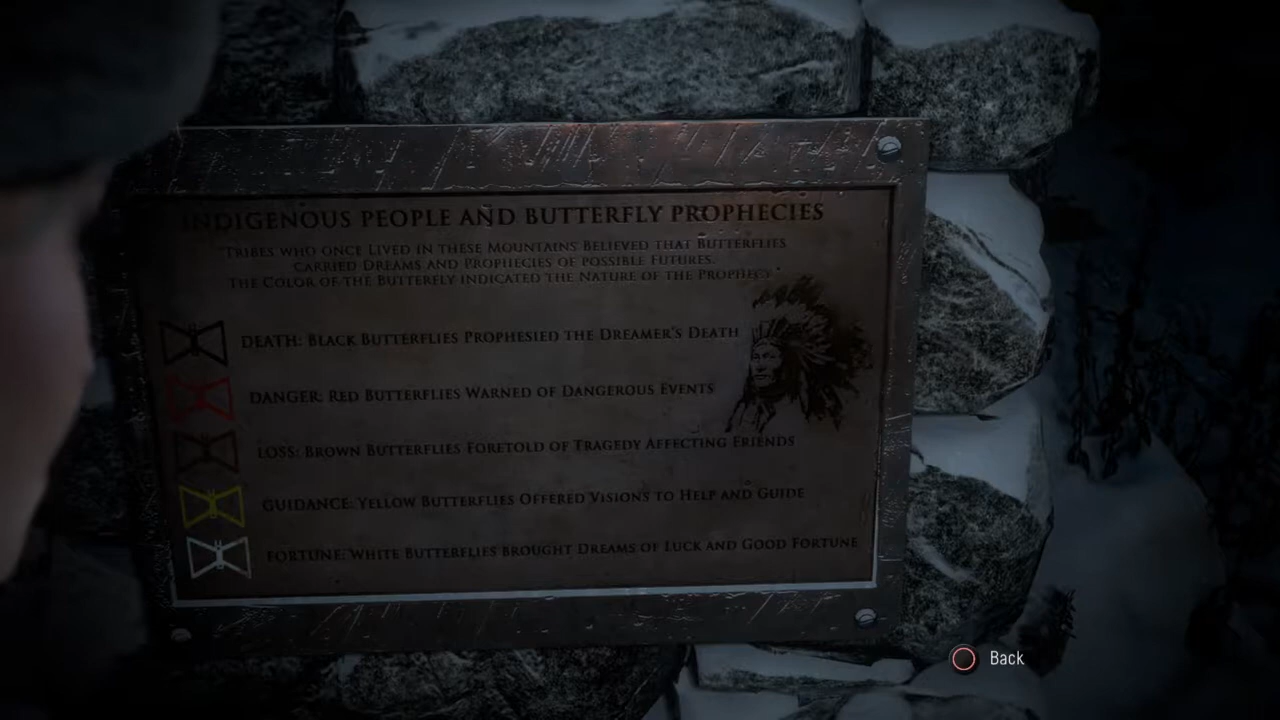 INDIGENOUS PEOPLE AND BUTTERFLY PROPHECIES
"TRIBES WHO ONCE LIVED IN THESE MOUNTAINS BELIEVED THAT BUTTERFLIES
CARRIED DREAMS AND PROPHECIES OF POSSIBLE FUTURES.
THE COLOR OF THE BUTTERFLY INDICATED THE NATURE OF THE PROPHECY"
DEATH: BLACK BUTTERFLIES PROPHESIED THE DREAMER'S DEATH
DANGER: RED BUTTERFLIES WARNED OF DANGEROUS EVENTS
LOSS: BROWN BUTTERFLIES FORETOLD OF TRAGEDY AFFECTING FRIENDS
GUIDANCE: YELLOW BUTTERFLIES OFFERED VISIONS TO HELP AND GUIDE
FORTUNE: WHITE BUTTERFLIES BROUGHT DREAMS OF LUCK AND GOOD FORTUNE
Back